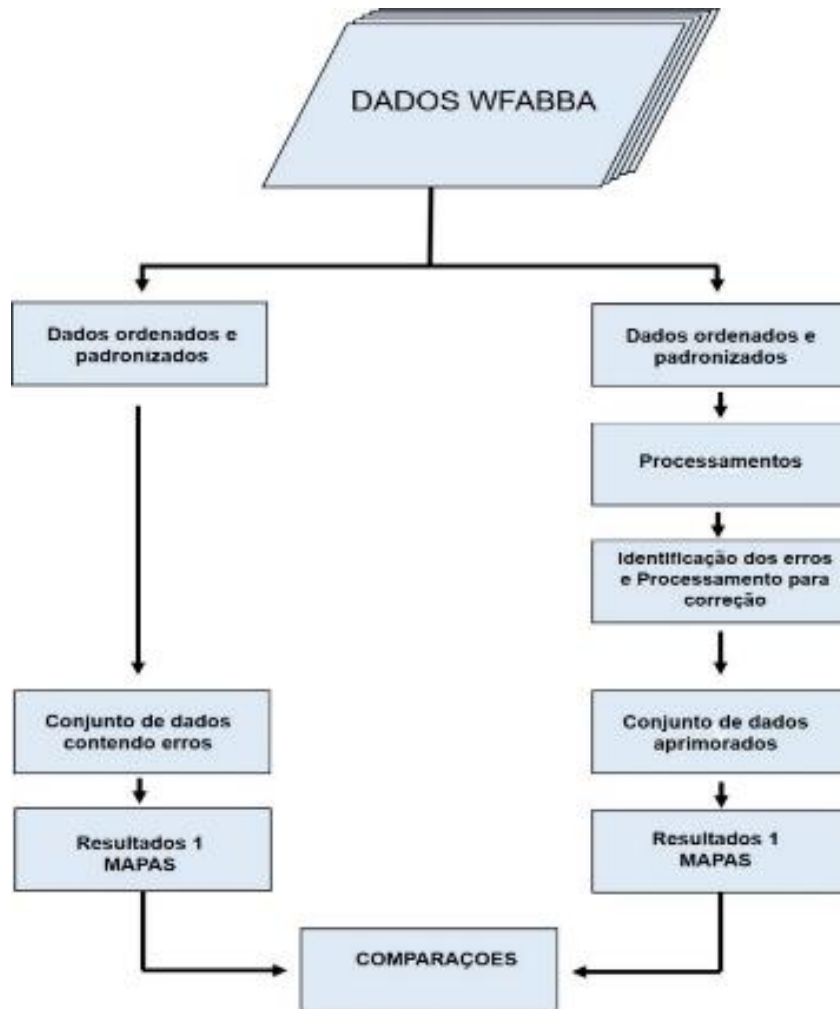 DADOS WFABBA
Dados ordenados e
padronizados
Dados ordenados e
padronizados
Processamentos
Identificação dos erros
e Processamento para
correção
Conjunto de dados
contendo erros
Conjunto de dados
aprimorados
Resultados 1
MAPAS
Resultados 1
MAPAS
COMPARAÇOES